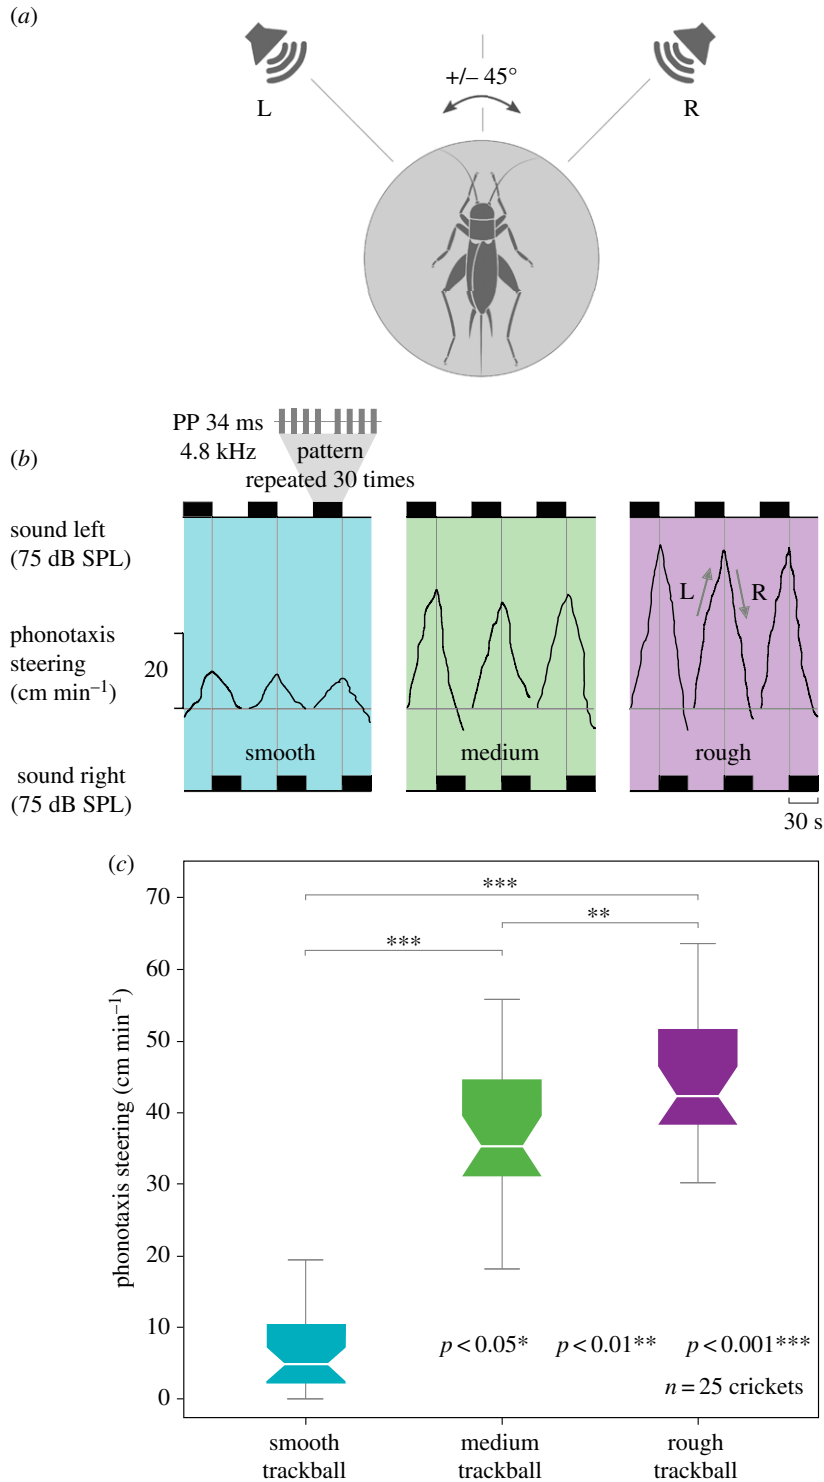 (a)
+/– 45°
L
R
(b)
PP 34 ms
4.8 kHz
pattern
repeated 30 times
sound left
(75 dB SPL)
phonotaxis
steering
(cm min⁻¹)
20
L
R
smooth
medium
rough
sound right
(75 dB SPL)
30 s
(c)
phonotaxis steering (cm min⁻¹)
70
60
50
40
30
20
10
0
***
**
***
p < 0.05*
p < 0.01**
p < 0.001***
n = 25 crickets
smooth
trackball
medium
trackball
rough
trackball